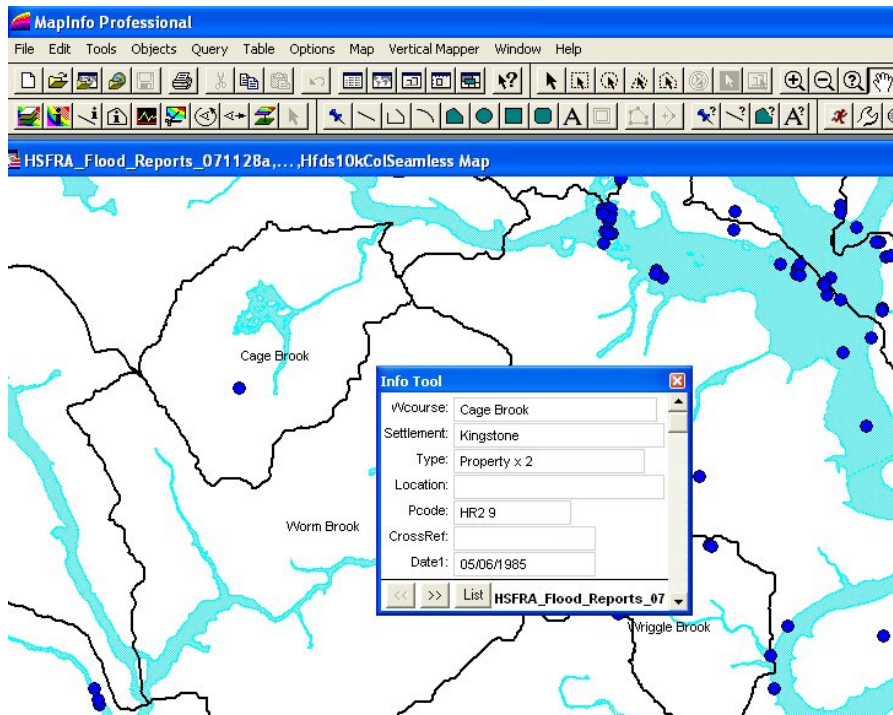 MapInfo Professional
File Edit Tools Objects Query Table Options Map Vertical Mapper Window Help
HSFRA_Flood_Reports_071128a,...,Hfds10kColSeamless Map
Cage Brook
Info Tool
Wcourse: Cage Brook
Settlement: Kingstone
Type: Property x 2
Location:
Pcode: HR2 9
CrossRef:
Date1: 05/06/1985
<< >> List HSFRA_Flood_Reports_07
Worm Brook
Wriggle Brook